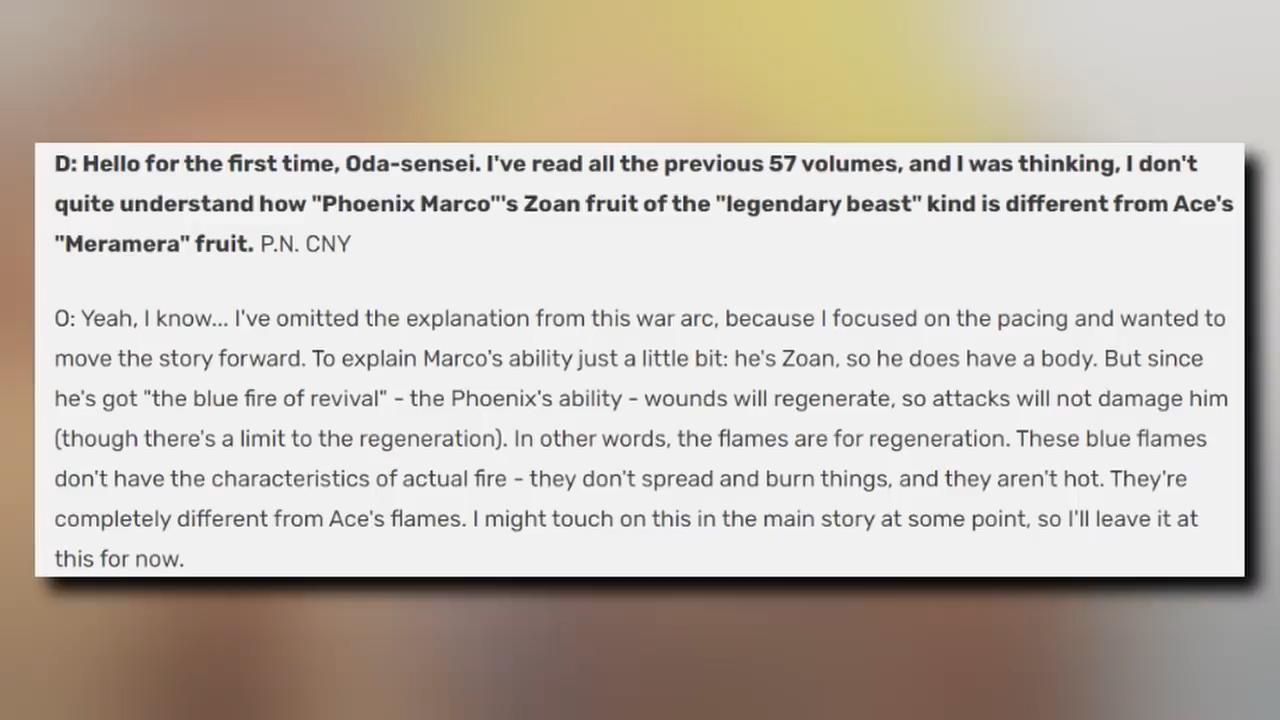 D: Hello for the first time, Oda-sensei. I've read all the previous 57 volumes, and I was thinking, I don't
quite understand how "Phoenix Marco"'s Zoan fruit of the "legendary beast" kind is different from Ace's
"Meramera" fruit. P.N. CNY
O: Yeah, I know... I've omitted the explanation from this war arc, because I focused on the pacing and wanted to
move the story forward. To explain Marco's ability just a little bit: he's Zoan, so he does have a body. But since
he's got "the blue fire of revival" - the Phoenix's ability - wounds will regenerate, so attacks will not damage him
(though there's a limit to the regeneration). In other words, the flames are for regeneration. These blue flames
don't have the characteristics of actual fire - they don't spread and burn things, and they aren't hot. They're
completely different from Ace's flames. I might touch on this in the main story at some point, so I'll leave it at
this for now.